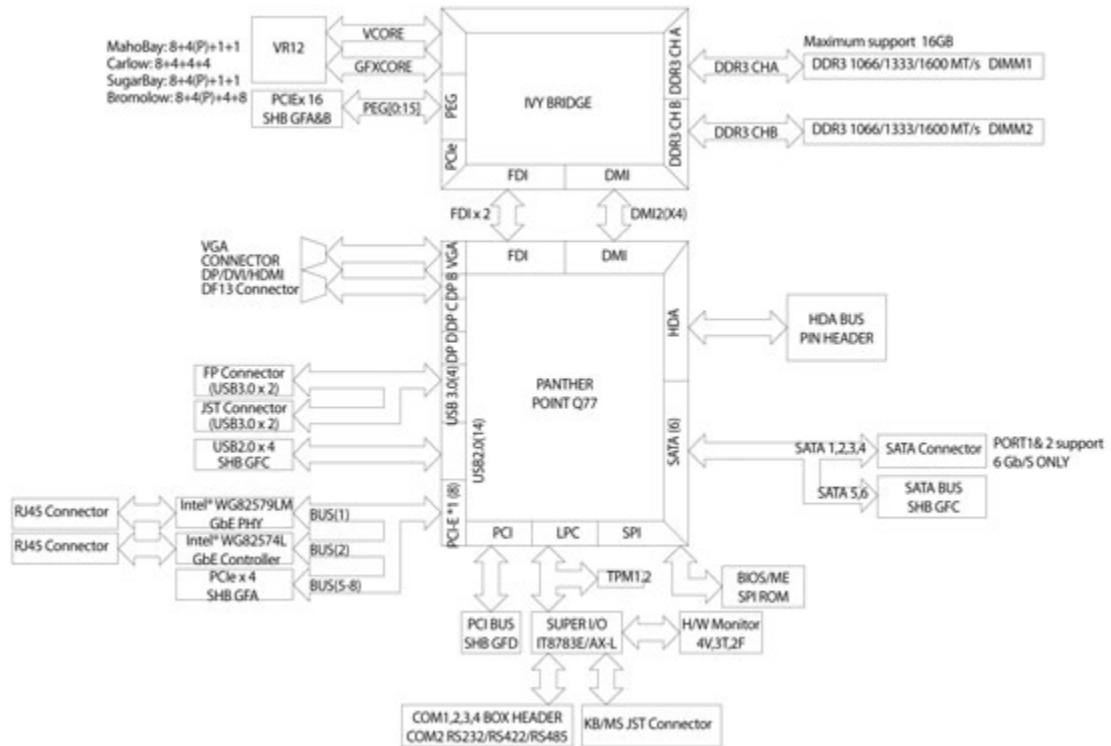 MahoBay: 8+4(P)+1+1
Carlow: 8+4+4+4
SugarBay: 8+4(P)+1+1
Bromolow: 8+4(P)+4+8
VR12
VCORE
GFXCORE
PCIEx 16
SHB GFA&B
PEG[0:15]
PEG
PCIe
IVY BRIDGE
FDI
DMI
DDR3 CH A
DDR3 CH B
DDR3 CHA
DDR3 CHB
Maximum support 16GB
DDR3 1066/1333/1600 MT/s DIMM1
DDR3 1066/1333/1600 MT/s DIMM2
FDI x 2
DMI2(X4)
VGA
CONNECTOR
DP/DVI/HDMI
DF13 Connector
VGA
DP B
DP C
DP D
USB 3.0(4)
USB2.0(14)
PCI-E *1 (8)
FDI
DMI
PANTHER
POINT Q77
HDA
SATA (6)
PCI
LPC
SPI
HDA BUS
PIN HEADER
FP Connector
(USB3.0 x 2)
JST Connector
(USB3.0 x 2)
USB2.0 x 4
SHB GFC
SATA 1,2,3,4
SATA Connector
PORT1& 2 support
6 Gb/S ONLY
SATA 5,6
SATA BUS
SHB GFC
RJ45 Connector
RJ45 Connector
Intel® WG82579LM
GbE PHY
Intel® WG82574L
GbE Controller
PCIe x 4
SHB GFA
BUS(1)
BUS(2)
BUS(5-8)
TPM1,2
BIOS/ME
SPI ROM
PCI BUS
SHB GFD
SUPER I/O
IT8783E/AX-L
H/W Monitor
4V,3T,2F
COM1,2,3,4 BOX HEADER
COM2 RS232/RS422/RS485
KB/MS JST Connector